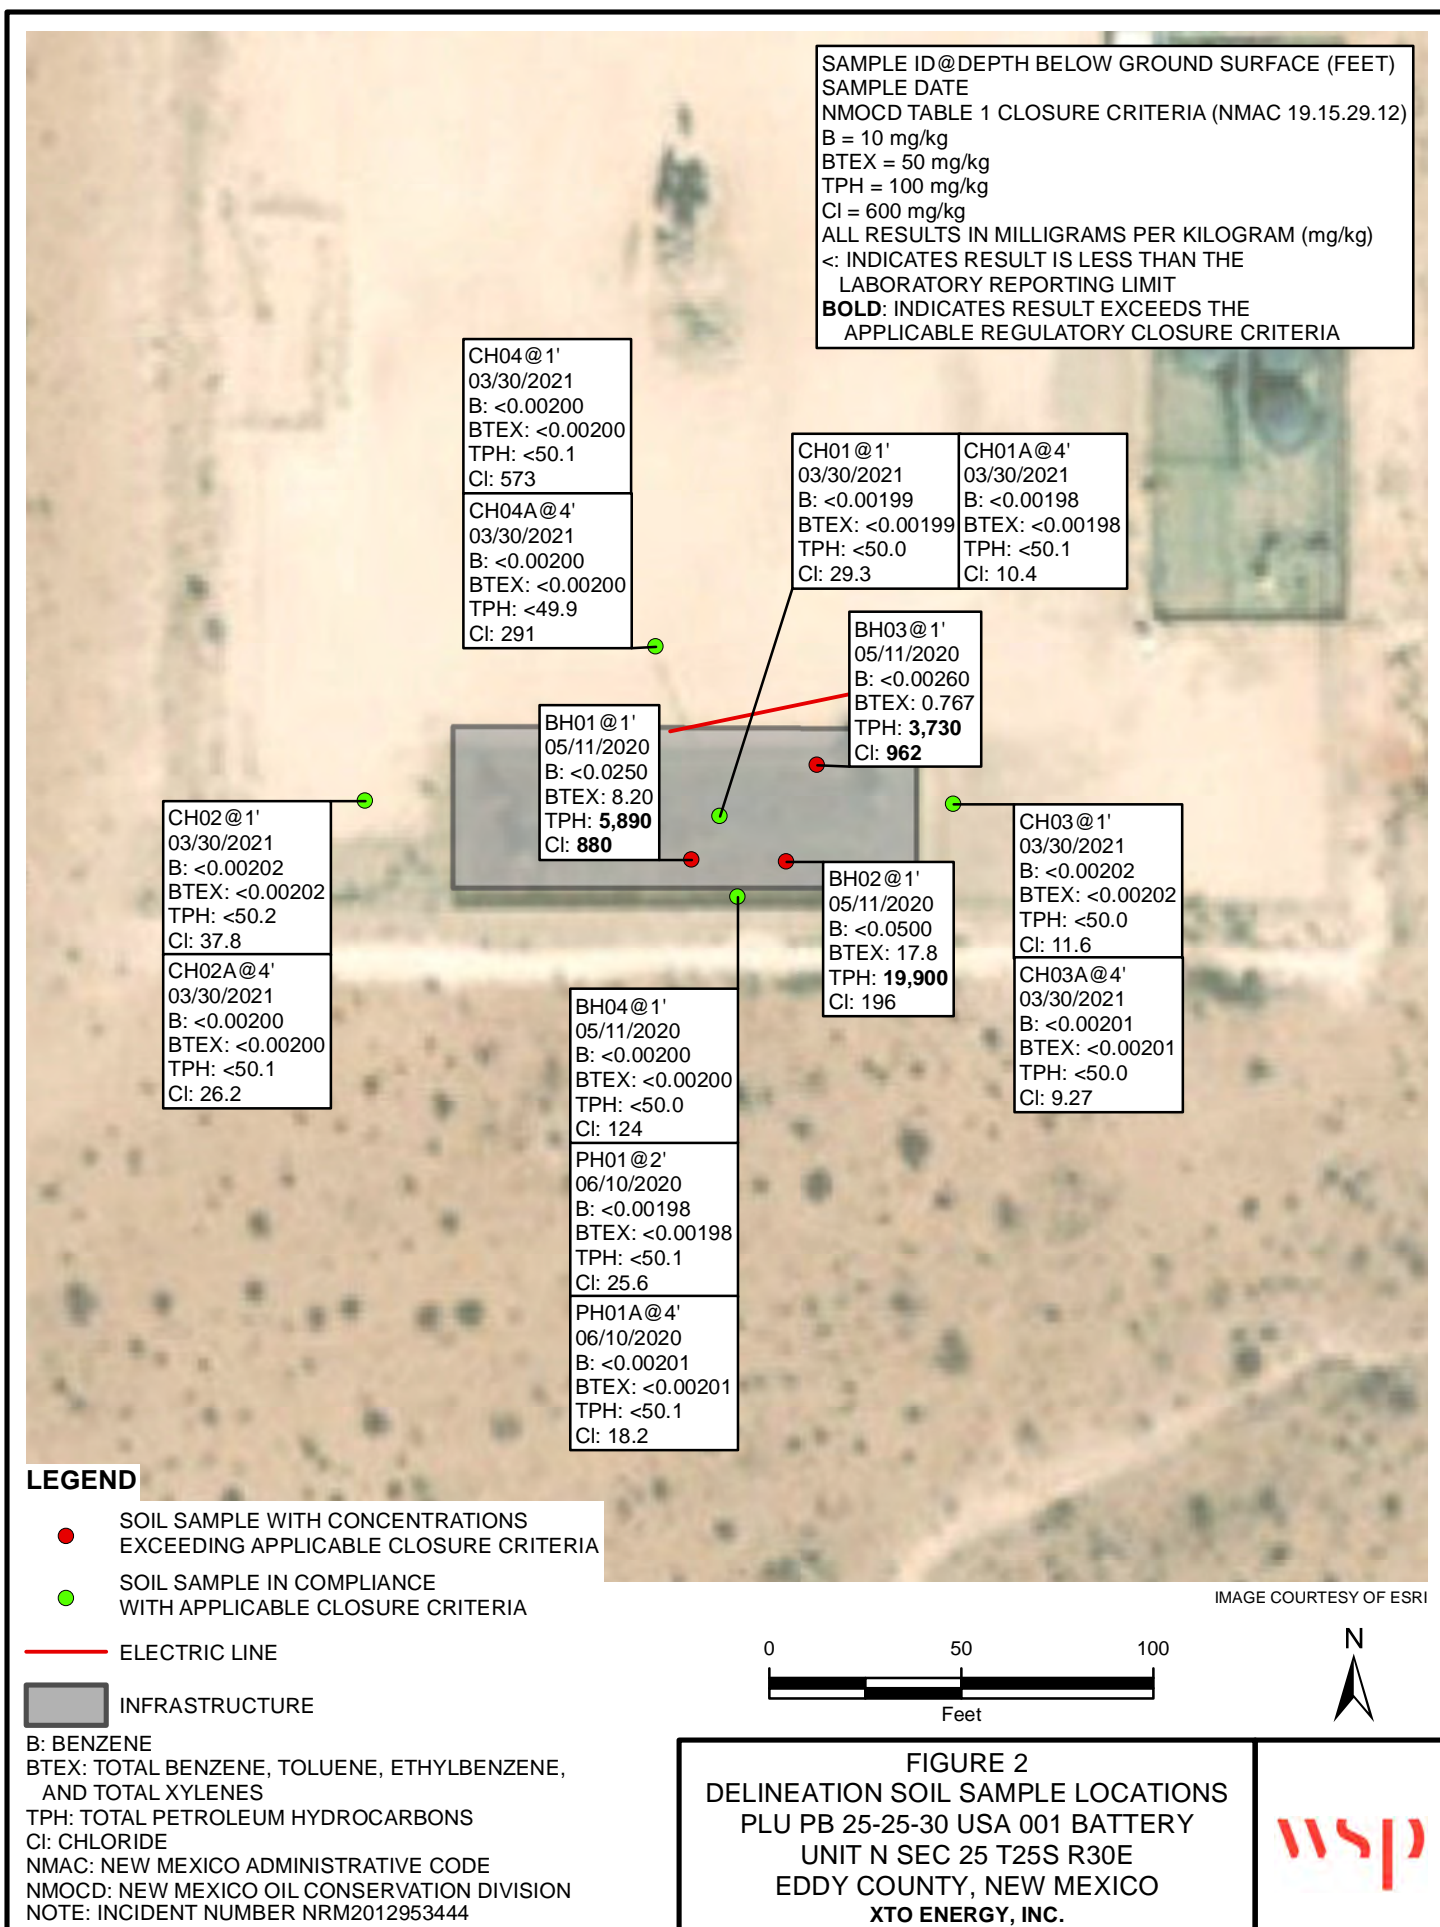 SAMPLE ID@DEPTH BELOW GROUND SURFACE (FEET)
SAMPLE DATE
NMOCD TABLE 1 CLOSURE CRITERIA (NMAC 19.15.29.12)
B = 10 mg/kg
BTEX = 50 mg/kg
TPH = 100 mg/kg
Cl = 600 mg/kg
ALL RESULTS IN MILLIGRAMS PER KILOGRAM (mg/kg)
<: INDICATES RESULT IS LESS THAN THE
LABORATORY REPORTING LIMIT
BOLD: INDICATES RESULT EXCEEDS THE
APPLICABLE REGULATORY CLOSURE CRITERIA
CH04@1'
03/30/2021
B: <0.00200
BTEX: <0.00200
TPH: <50.1
Cl: 573
CH04A@4'
03/30/2021
B: <0.00200
BTEX: <0.00200
TPH: <49.9
Cl: 291
CH01@1'
03/30/2021
B: <0.00199
BTEX: <0.00199
TPH: <50.0
Cl: 29.3
CH01A@4'
03/30/2021
B: <0.00198
BTEX: <0.00198
TPH: <50.1
Cl: 10.4
BH03@1'
05/11/2020
B: <0.00260
BTEX: 0.767
TPH: 3,730
Cl: 962
BH01@1'
05/11/2020
B: <0.0250
BTEX: 8.20
TPH: 5,890
Cl: 880
CH02@1'
03/30/2021
B: <0.00202
BTEX: <0.00202
TPH: <50.2
Cl: 37.8
CH02A@4'
03/30/2021
B: <0.00200
BTEX: <0.00200
TPH: <50.1
Cl: 26.2
BH02@1'
05/11/2020
B: <0.0500
BTEX: 17.8
TPH: 19,900
Cl: 196
CH03@1'
03/30/2021
B: <0.00202
BTEX: <0.00202
TPH: <50.0
Cl: 11.6
CH03A@4'
03/30/2021
B: <0.00201
BTEX: <0.00201
TPH: <50.0
Cl: 9.27
BH04@1'
05/11/2020
B: <0.00200
BTEX: <0.00200
TPH: <50.0
Cl: 124
PH01@2'
06/10/2020
B: <0.00198
BTEX: <0.00198
TPH: <50.1
Cl: 25.6
PH01A@4'
06/10/2020
B: <0.00201
BTEX: <0.00201
TPH: <50.1
Cl: 18.2
LEGEND
SOIL SAMPLE WITH CONCENTRATIONS
EXCEEDING APPLICABLE CLOSURE CRITERIA
SOIL SAMPLE IN COMPLIANCE
WITH APPLICABLE CLOSURE CRITERIA
ELECTRIC LINE
INFRASTRUCTURE
B: BENZENE
BTEX: TOTAL BENZENE, TOLUENE, ETHYLBENZENE,
AND TOTAL XYLENES
TPH: TOTAL PETROLEUM HYDROCARBONS
Cl: CHLORIDE
NMAC: NEW MEXICO ADMINISTRATIVE CODE
NMOCD: NEW MEXICO OIL CONSERVATION DIVISION
NOTE: INCIDENT NUMBER NRM2012953444
IMAGE COURTESY OF ESRI
0 50 100
Feet
N
FIGURE 2
DELINEATION SOIL SAMPLE LOCATIONS
PLU PB 25-25-30 USA 001 BATTERY
UNIT N SEC 25 T25S R30E
EDDY COUNTY, NEW MEXICO
XTO ENERGY, INC.
wsp